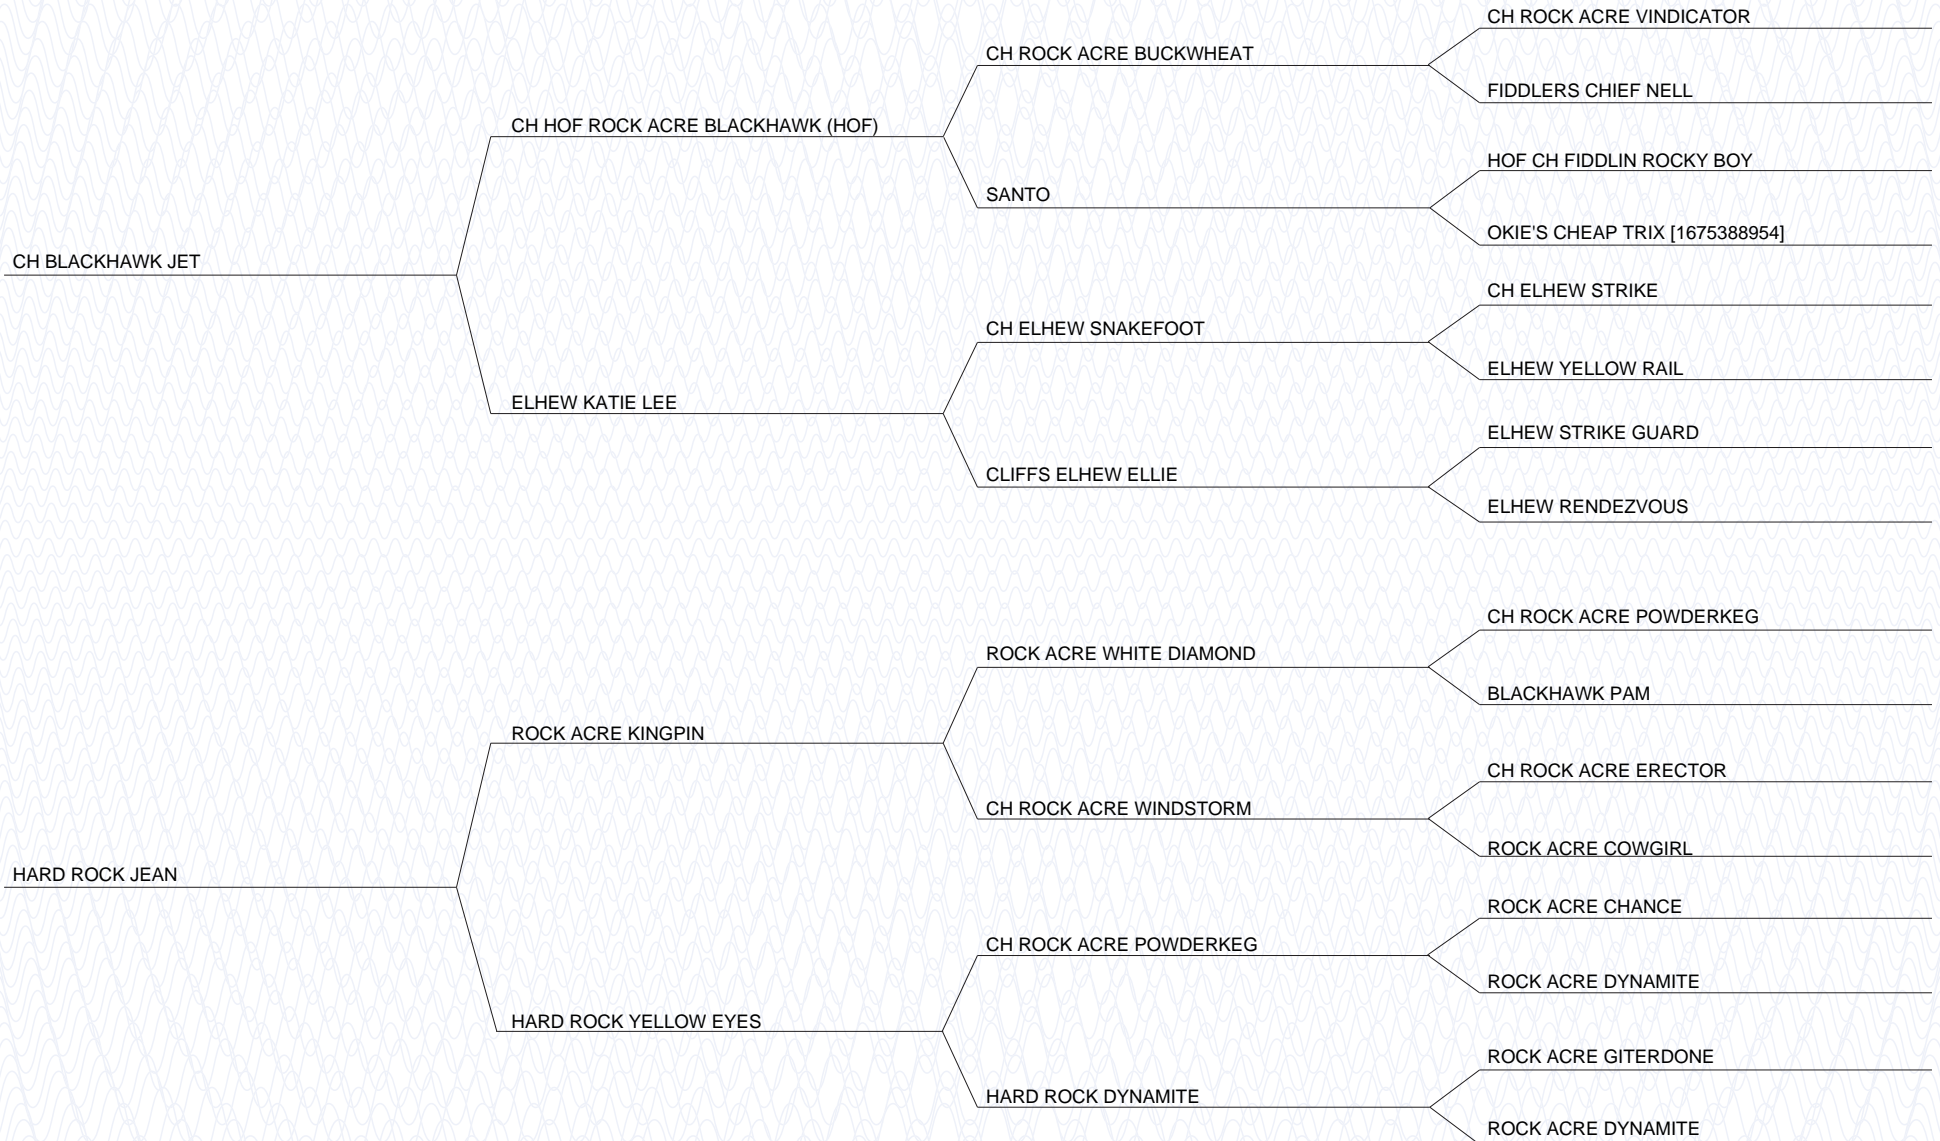 CH ROCK ACRE VINDICATOR
CH ROCK ACRE BUCKWHEAT
FIDDLERS CHIEF NELL
CH HOF ROCK ACRE BLACKHAWK (HOF)
HOF CH FIDDLIN ROCKY BOY
SANTO
OKIE'S CHEAP TRIX [1675388954]
CH BLACKHAWK JET
CH ELHEW STRIKE
CH ELHEW SNAKEFOOT
ELHEW YELLOW RAIL
ELHEW KATIE LEE
ELHEW STRIKE GUARD
CLIFFS ELHEW ELLIE
ELHEW RENDEZVOUS
CH ROCK ACRE POWDERKEG
ROCK ACRE WHITE DIAMOND
BLACKHAWK PAM
ROCK ACRE KINGPIN
CH ROCK ACRE ERECTOR
CH ROCK ACRE WINDSTORM
ROCK ACRE COWGIRL
HARD ROCK JEAN
ROCK ACRE CHANCE
CH ROCK ACRE POWDERKEG
ROCK ACRE DYNAMITE
HARD ROCK YELLOW EYES
ROCK ACRE GITERDONE
HARD ROCK DYNAMITE
ROCK ACRE DYNAMITE